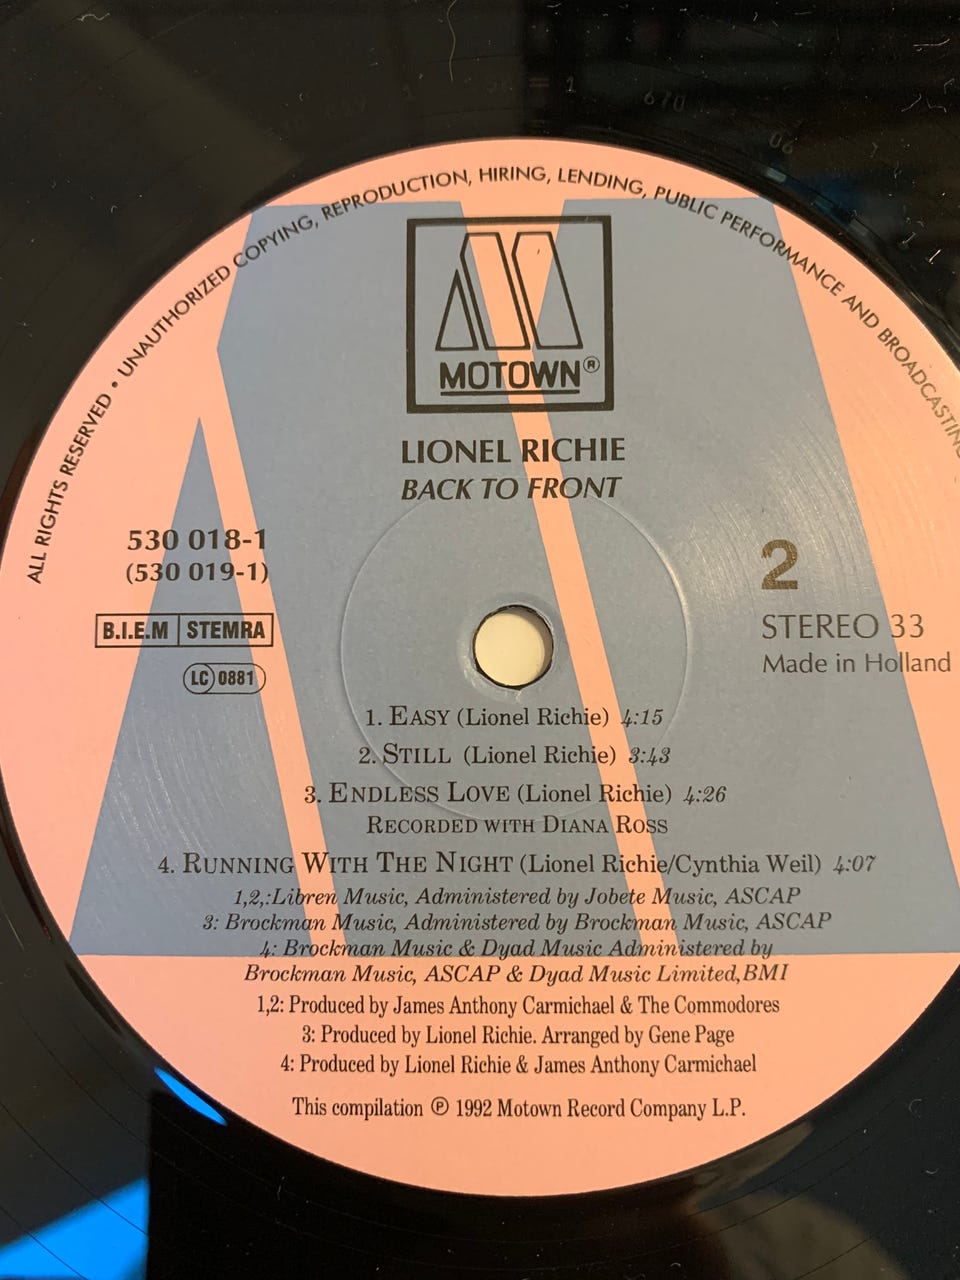 ALL RIGHTS RESERVED • UNAUTHORIZED COPYING, REPRODUCTION, HIRING, LENDING, PUBLIC PERFORMANCE AND BROADCASTING
MOTOWN®
LIONEL RICHIE
BACK TO FRONT
530 018-1
(530 019-1)
B.I.E.M STEMRA
LC 0881
2
STEREO 33
Made in Holland
1. EASY (Lionel Richie) 4:15
2. STILL (Lionel Richie) 3:43
3. ENDLESS LOVE (Lionel Richie) 4:26
RECORDED WITH DIANA ROSS
4. RUNNING WITH THE NIGHT (Lionel Richie/Cynthia Weil) 4:07
1,2,:Libren Music, Administered by Jobete Music, ASCAP
3: Brockman Music, Administered by Brockman Music, ASCAP
4: Brockman Music & Dyad Music Administered by
Brockman Music, ASCAP & Dyad Music Limited,BMI
1,2: Produced by James Anthony Carmichael & The Commodores
3: Produced by Lionel Richie. Arranged by Gene Page
4: Produced by Lionel Richie & James Anthony Carmichael
This compilation ℗ 1992 Motown Record Company L.P.